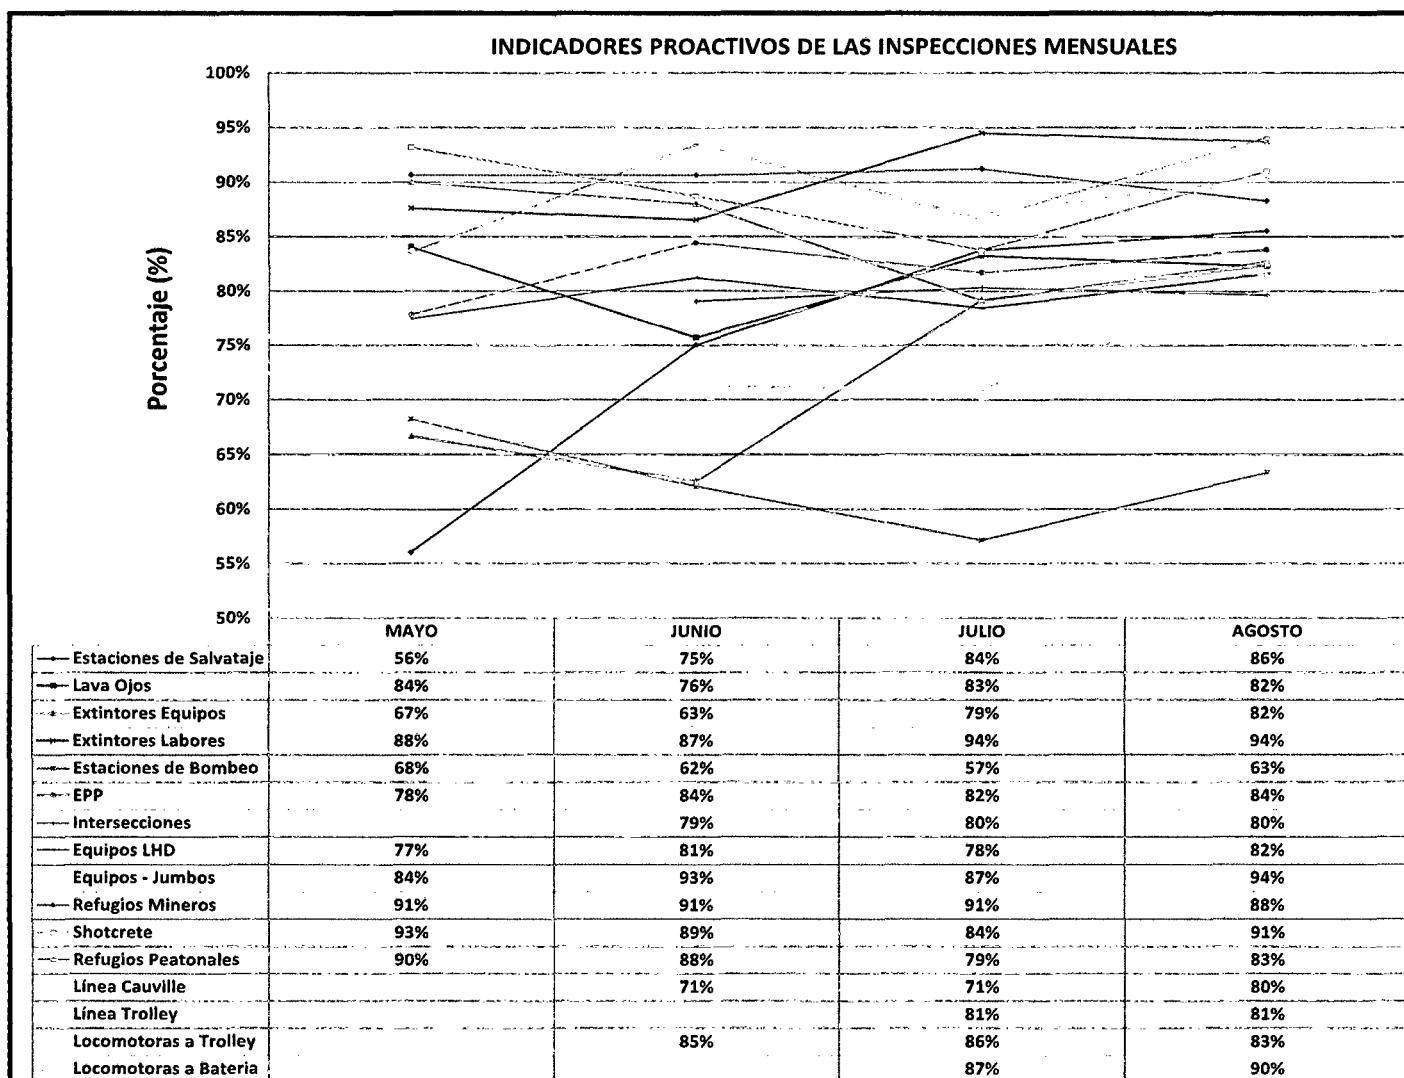 INDICADORES PROACTIVOS DE LAS INSPECCIONES MENSUALES
100%
95%
90%
85%
80%
75%
70%
65%
60%
55%
50%
Porcentaje (%)
MAYO JUNIO JULIO AGOSTO
Estaciones de Salvataje 56% 75% 84% 86%
Lava Ojos 84% 76% 83% 82%
Extintores Equipos 67% 63% 79% 82%
Extintores Labores 88% 87% 94% 94%
Estaciones de Bombeo 68% 62% 57% 63%
EPP 78% 84% 82% 84%
Intersecciones 79% 80% 80%
Equipos LHD 77% 81% 78% 82%
Equipos - Jumbos 84% 93% 87% 94%
Refugios Mineros 91% 91% 91% 88%
Shotcrete 93% 89% 84% 91%
Refugios Peatonales 90% 88% 79% 83%
Línea Cauville 71% 71% 80%
Línea Trolley 81% 81%
Locomotoras a Trolley 85% 86% 83%
Locomotoras a Bateria 87% 90%